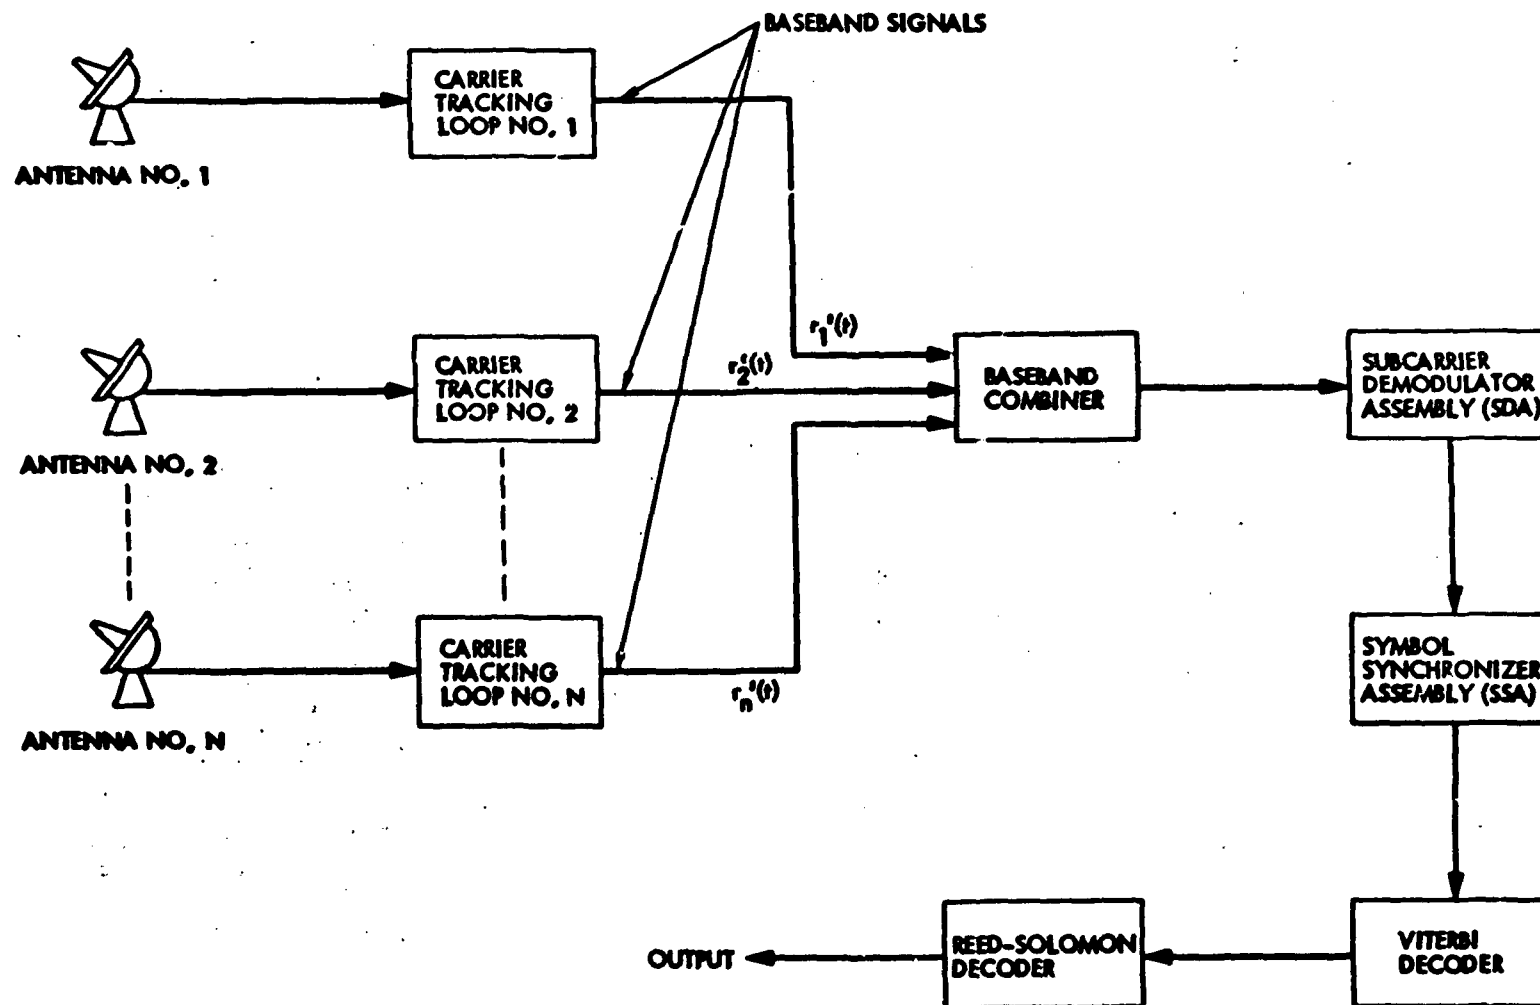 BASEBAND SIGNALS
CARRIER
TRACKING
LOOP NO. 1
ANTENNA NO. 1
r₁'(t)
CARRIER
TRACKING
LOOP NO. 2
r₂'(t)
BASEBAND
COMBINER
SUBCARRIER
DEMODULATOR
ASSEMBLY (SDA)
ANTENNA NO. 2
CARRIER
TRACKING
LOOP NO. N
rₙ'(t)
SYMBOL
SYNCHRONIZER
ASSEMBLY (SSA)
ANTENNA NO. N
OUTPUT
REED-SOLOMON
DECODER
VITERBI
DECODER